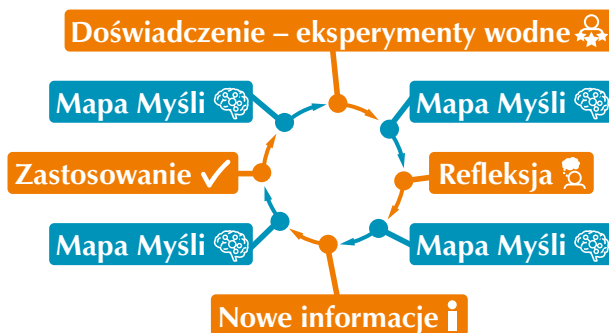 Doświadczenie – eksperymenty wodne
Mapa Myśli
Mapa Myśli
Zastosowanie
Refleksja
Mapa Myśli
Mapa Myśli
Nowe informacje